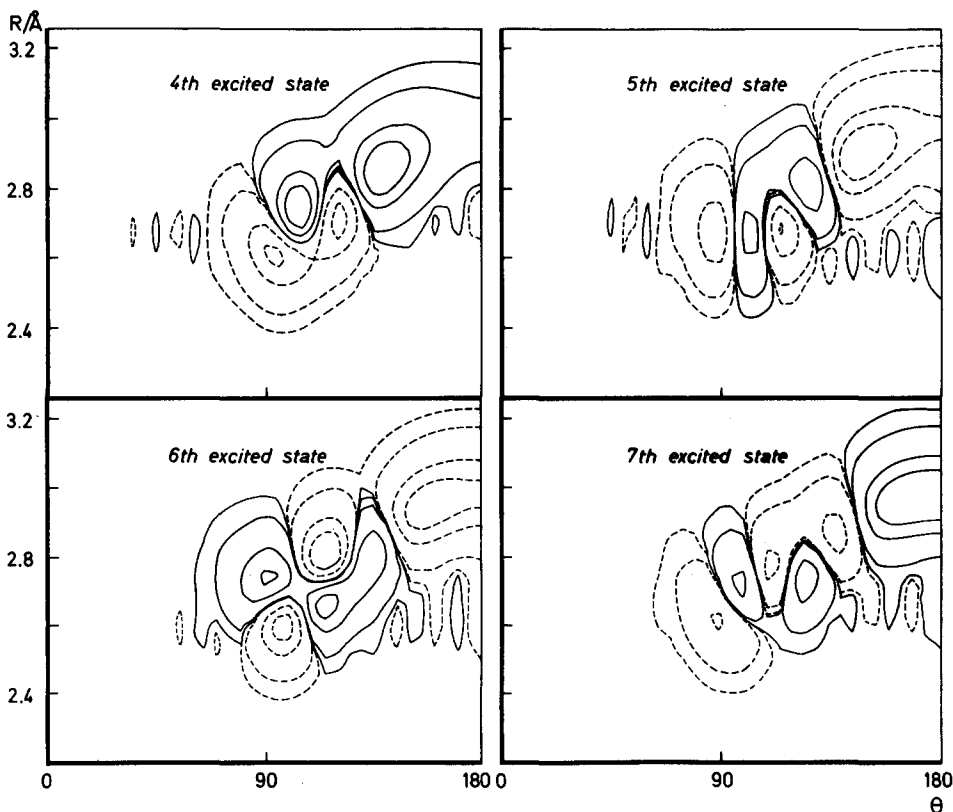 R/Å
3.2
4th excited state
5th excited state
2.8
2.4
3.2
6th excited state
7th excited state
2.8
2.4
0
90
180
0
90
180
θ